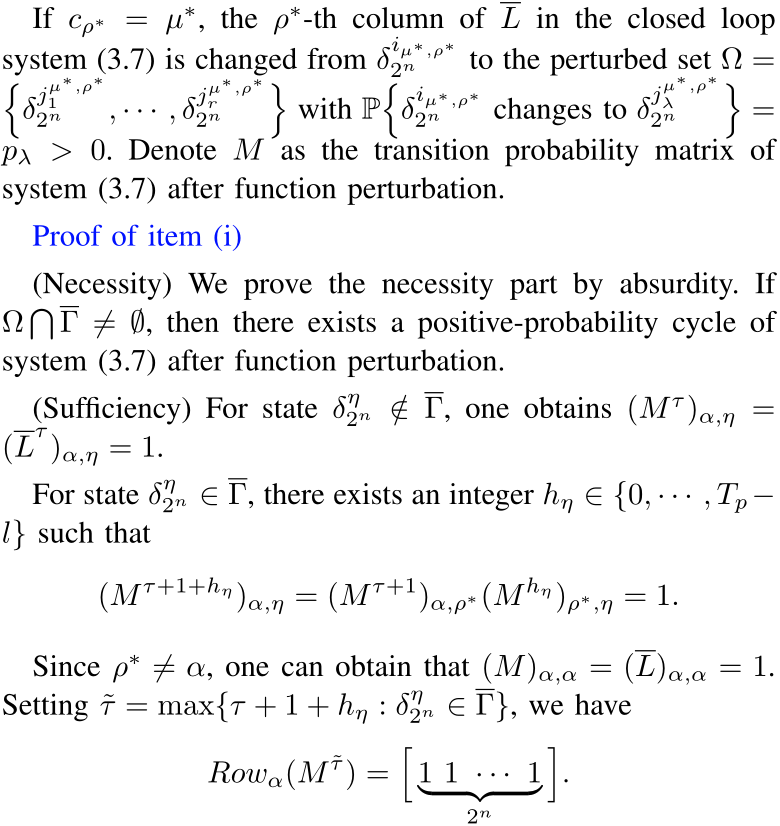 If $c_{\rho^*} = \mu^*$, the $\rho^*$-th column of $\overline{L}$ in the closed loop
system (3.7) is changed from $\delta_{2^n}^{i_{\mu^*,\rho^*}}$ to the perturbed set $\Omega =$
$\left\{\delta_{2^n}^{j_1^{\mu^*,\rho^*}}, \cdots, \delta_{2^n}^{j_r^{\mu^*,\rho^*}}\right\}$ with $\mathbb{P}\left\{\delta_{2^n}^{i_{\mu^*,\rho^*}} \text{ changes to } \delta_{2^n}^{j_\lambda^{\mu^*,\rho^*}}\right\} =$
$p_\lambda > 0$. Denote $M$ as the transition probability matrix of
system (3.7) after function perturbation.
Proof of item (i)
(Necessity) We prove the necessity part by absurdity. If
$\Omega \bigcap \overline{\Gamma} \neq \emptyset$, then there exists a positive-probability cycle of
system (3.7) after function perturbation.
(Sufficiency) For state $\delta_{2^n}^{\eta} \notin \overline{\Gamma}$, one obtains $(M^\tau)_{\alpha,\eta} =$
$(\overline{L}^\tau)_{\alpha,\eta} = 1$.
For state $\delta_{2^n}^{\eta} \in \overline{\Gamma}$, there exists an integer $h_\eta \in \{0, \cdots, T_p -$
$l\}$ such that
$(M^{\tau+1+h_\eta})_{\alpha,\eta} = (M^{\tau+1})_{\alpha,\rho^*}(M^{h_\eta})_{\rho^*,\eta} = 1.$
Since $\rho^* \neq \alpha$, one can obtain that $(M)_{\alpha,\alpha} = (\overline{L})_{\alpha,\alpha} = 1$.
Setting $\tilde{\tau} = \max\{\tau + 1 + h_\eta : \delta_{2^n}^{\eta} \in \overline{\Gamma}\}$, we have
$Row_\alpha(M^{\tilde{\tau}}) = \left[\underbrace{1\ 1\ \cdots\ 1}_{2^n}\right].$